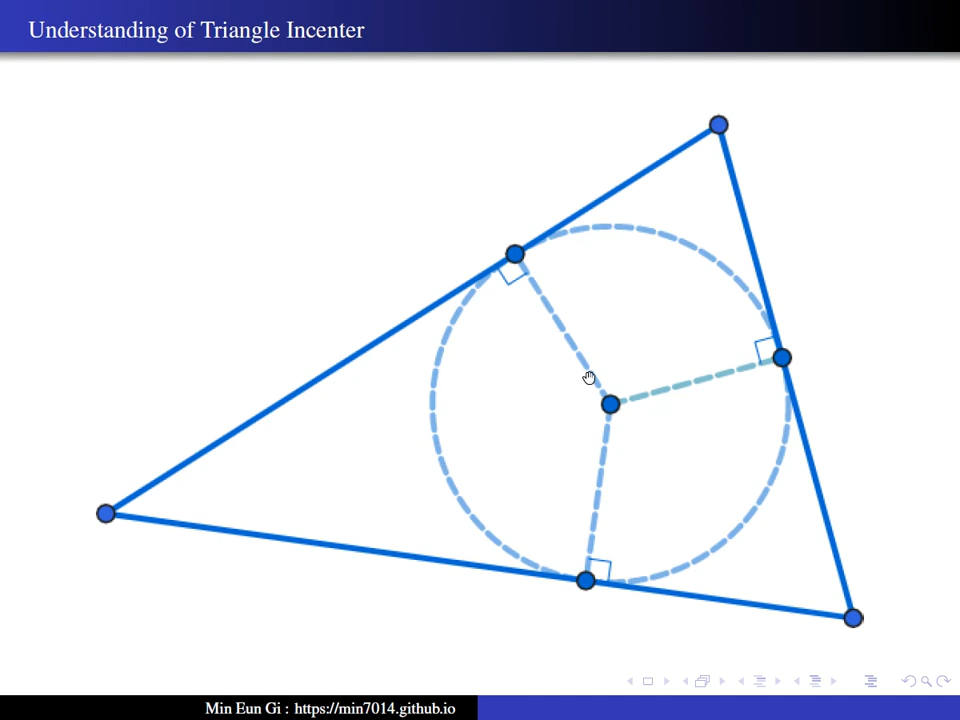 Understanding of Triangle Incenter
Min Eun Gi : https://min7014.github.io